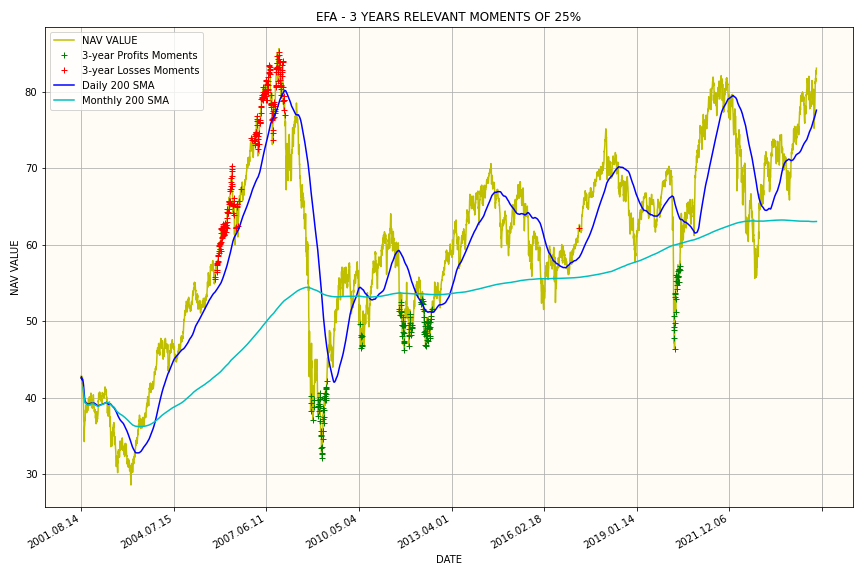 EFA - 3 YEARS RELEVANT MOMENTS OF 25%
NAV VALUE
3-year Profits Moments
3-year Losses Moments
Daily 200 SMA
Monthly 200 SMA
NAV VALUE
80
70
60
50
40
30
2001.08.14
2004.07.15
2007.06.11
2010.05.04
2013.04.01
2016.02.18
2019.01.14
2021.12.06
DATE